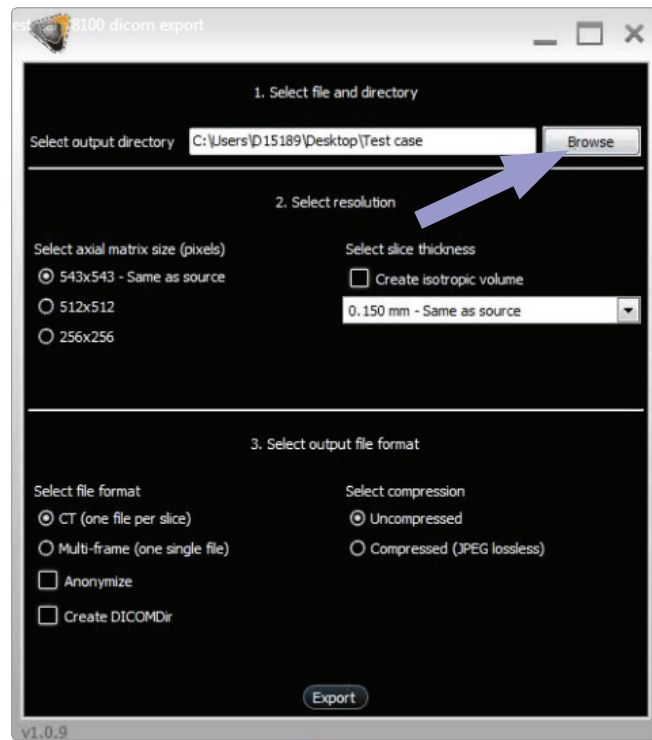 est 8100 dicom export
1. Select file and directory
Select output directory C:\Users\D15189\Desktop\Test case Browse
2. Select resolution
Select axial matrix size (pixels) Select slice thickness
543x543 - Same as source Create isotropic volume
512x512 0.150 mm - Same as source
256x256
3. Select output file format
Select file format Select compression
CT (one file per slice) Uncompressed
Multi-frame (one single file) Compressed (JPEG lossless)
Anonymize
Create DICOMDir
Export
v1.0.9